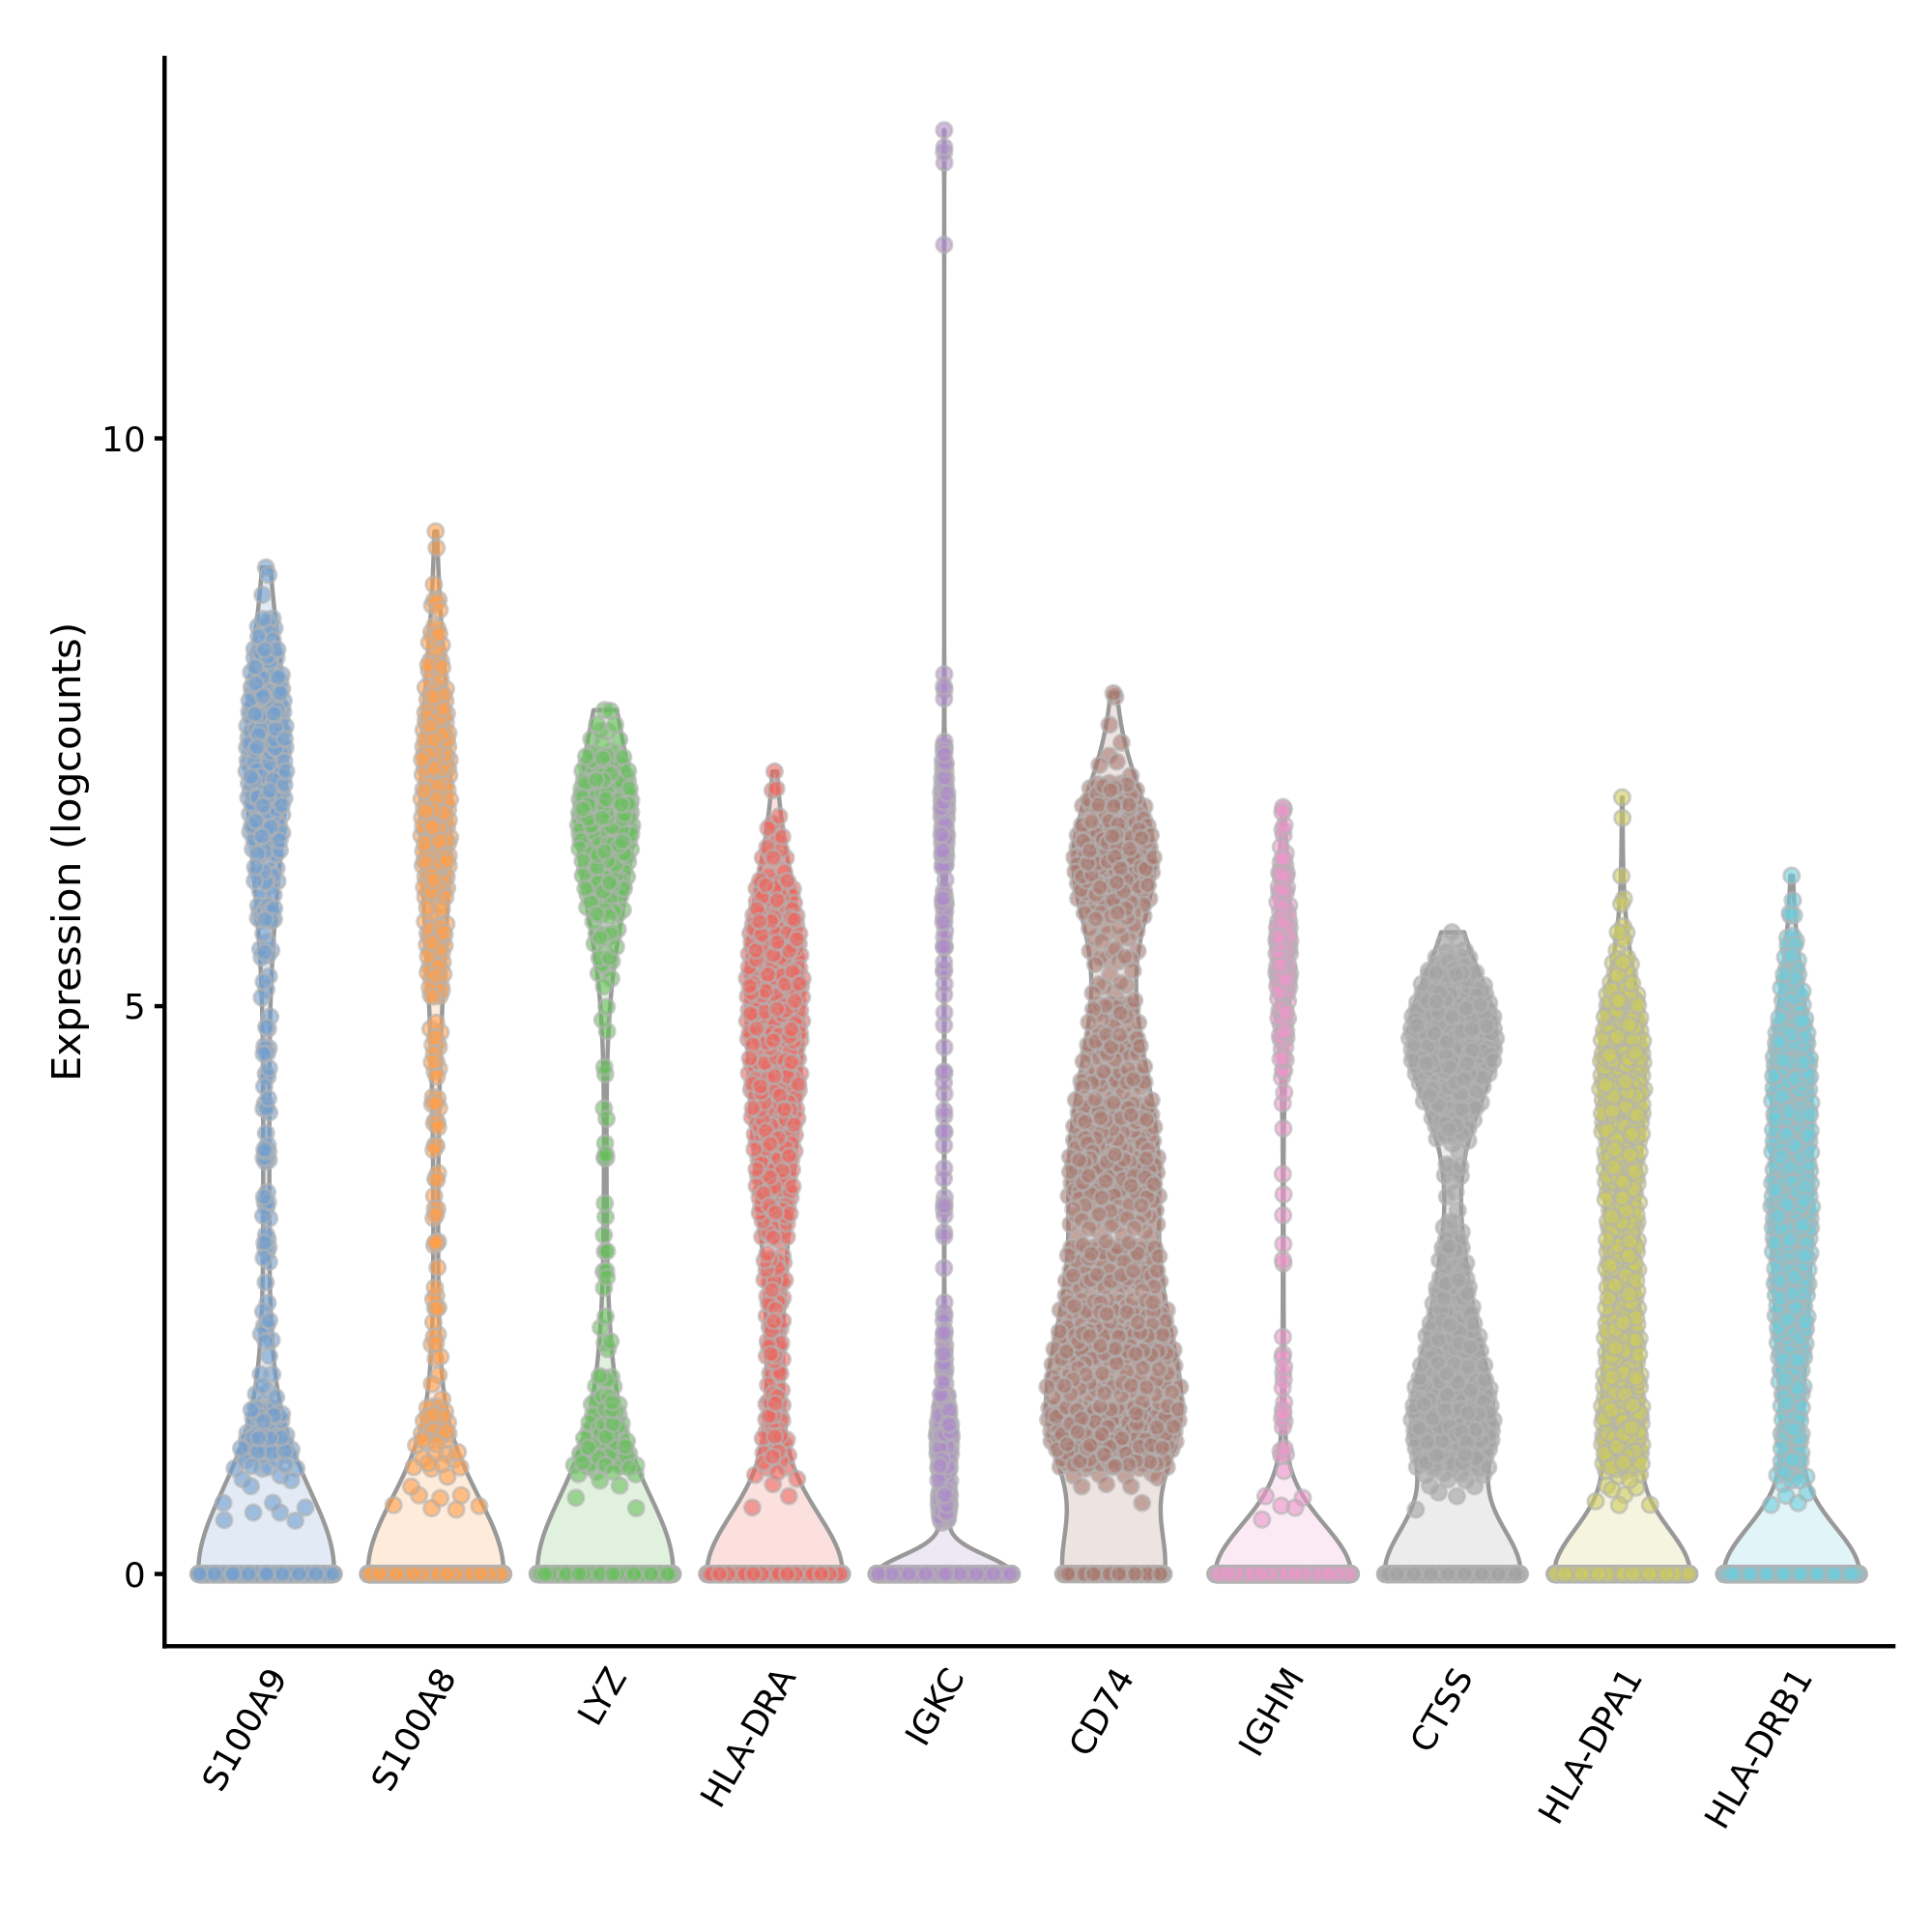 Expression (logcounts)
10
5
0
S100A9
S100A8
LYZ
HLA-DRA
IGKC
CD74
IGHM
CTSS
HLA-DPA1
HLA-DRB1